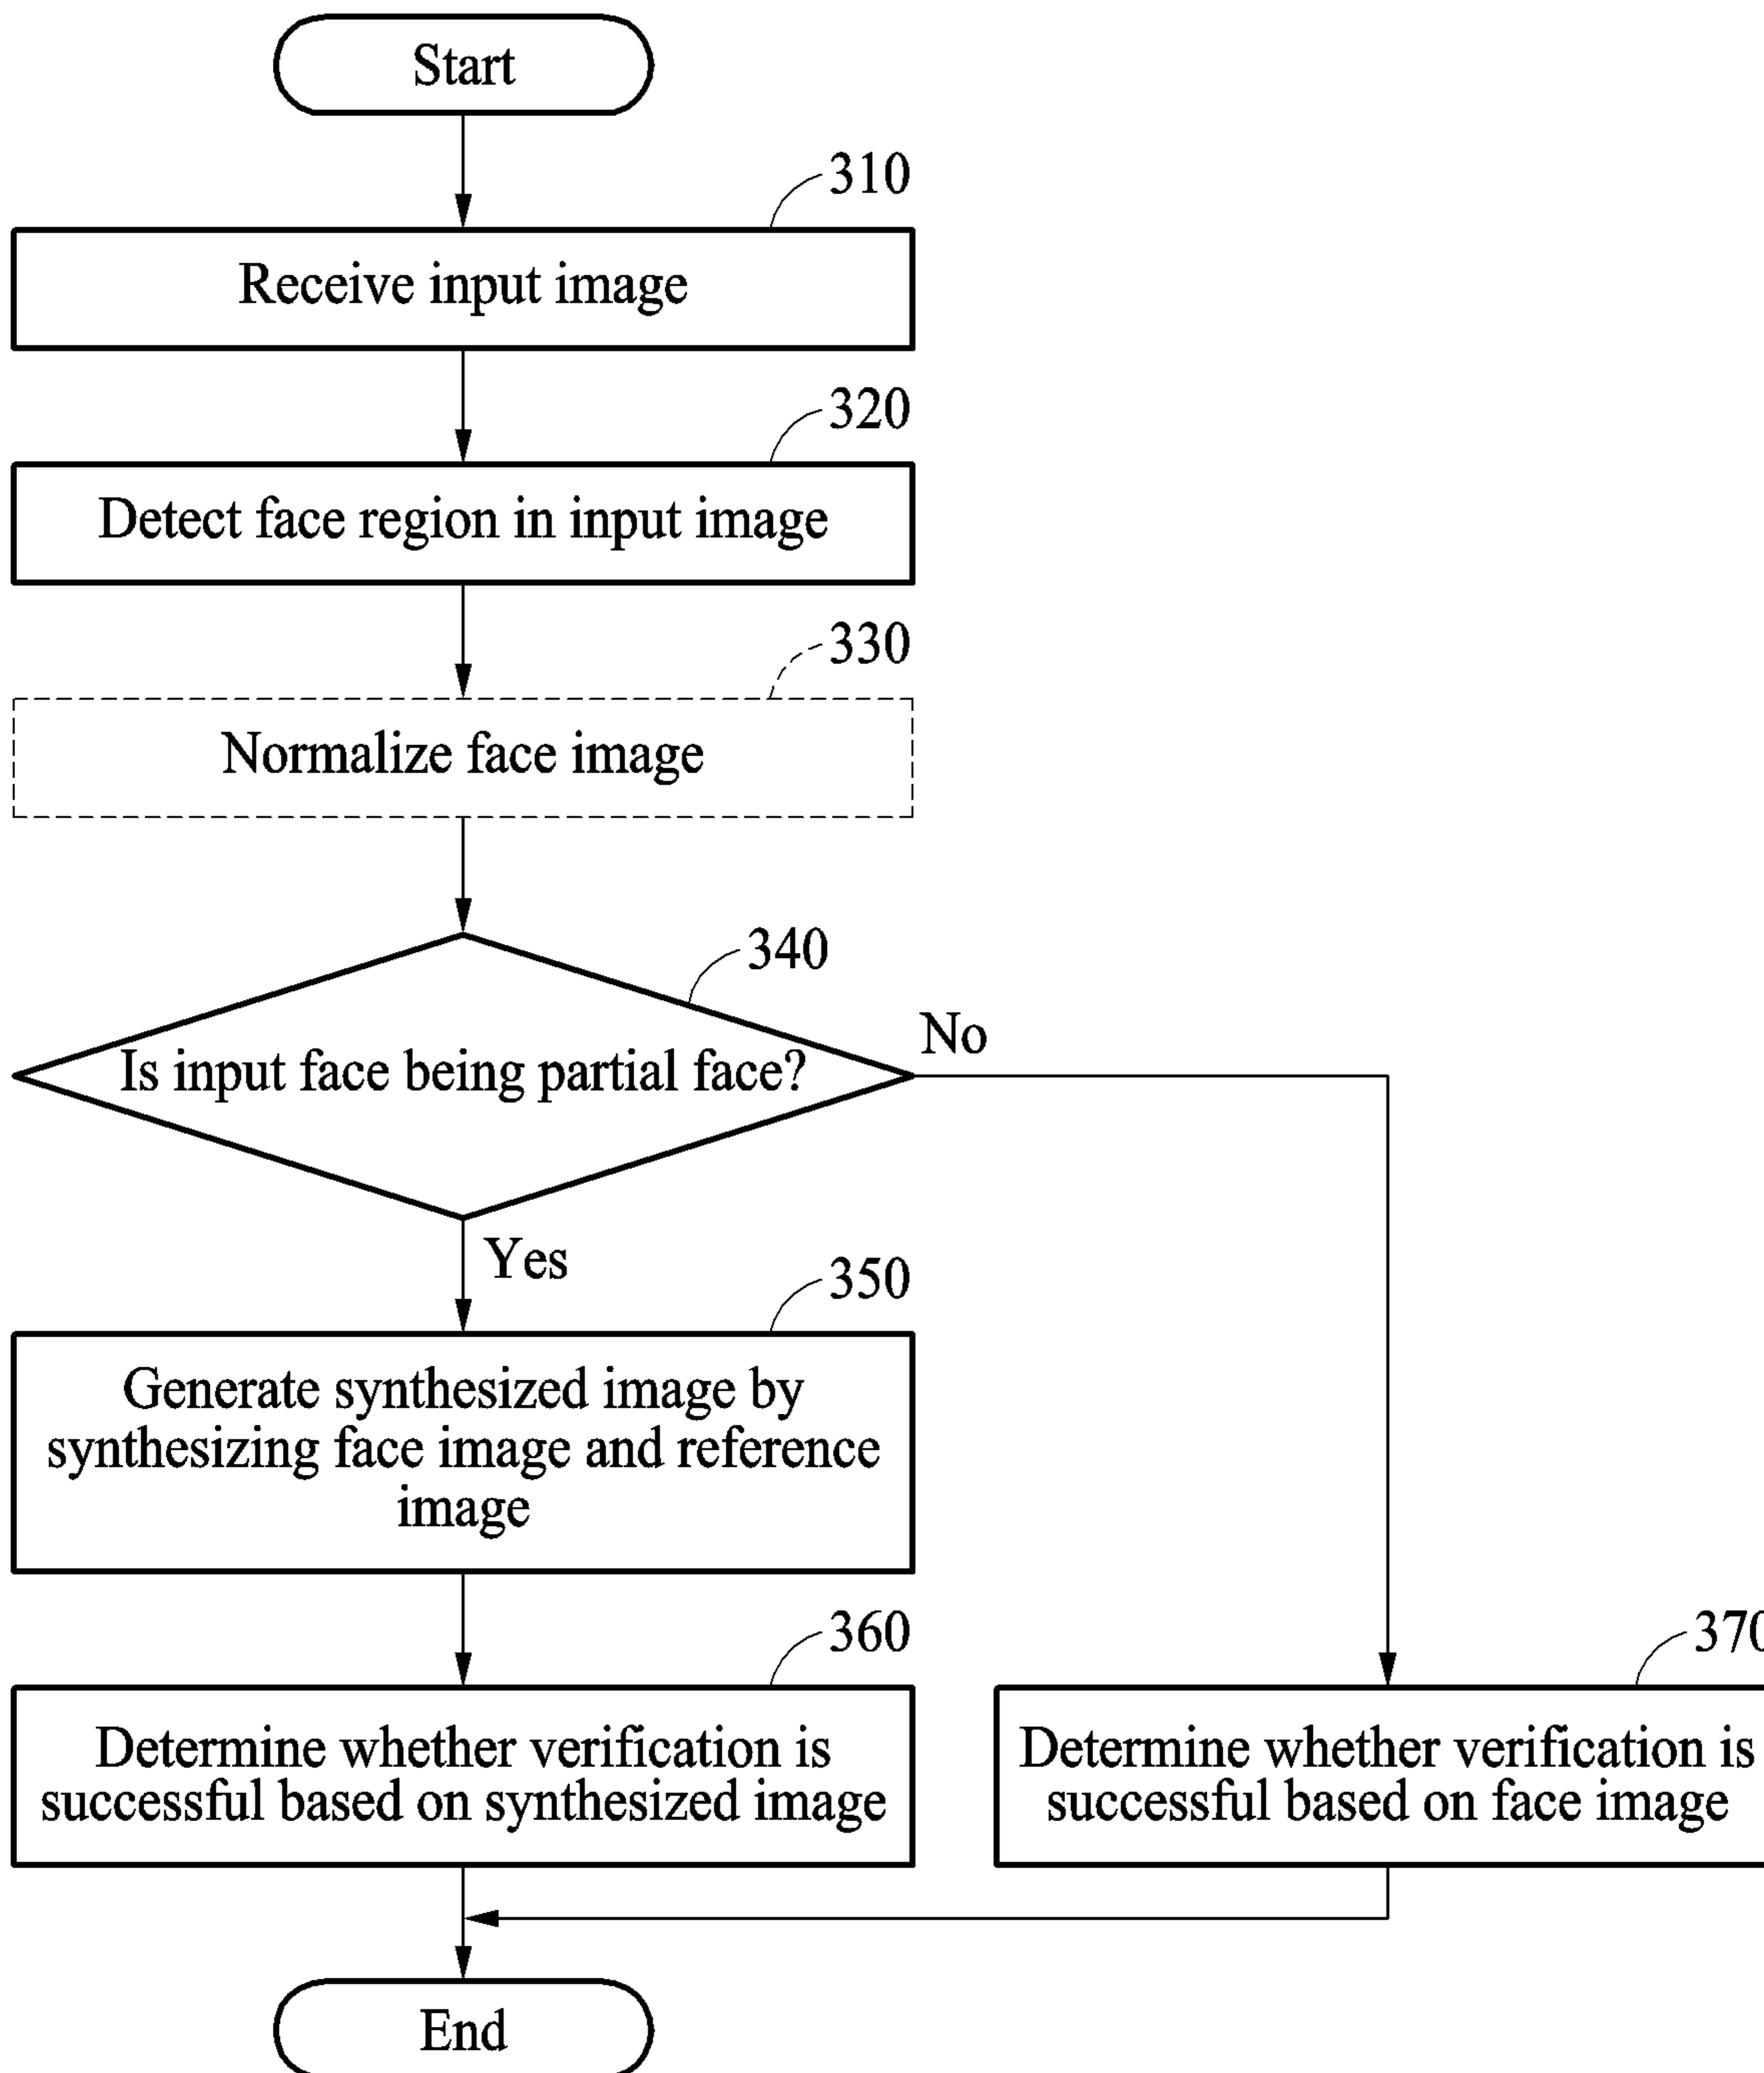 Start
310
Receive input image
320
Detect face region in input image
330
Normalize face image
340
Is input face being partial face?
No
Yes
350
Generate synthesized image by
synthesizing face image and reference
image
360
Determine whether verification is
successful based on synthesized image
370
Determine whether verification is
successful based on face image
End